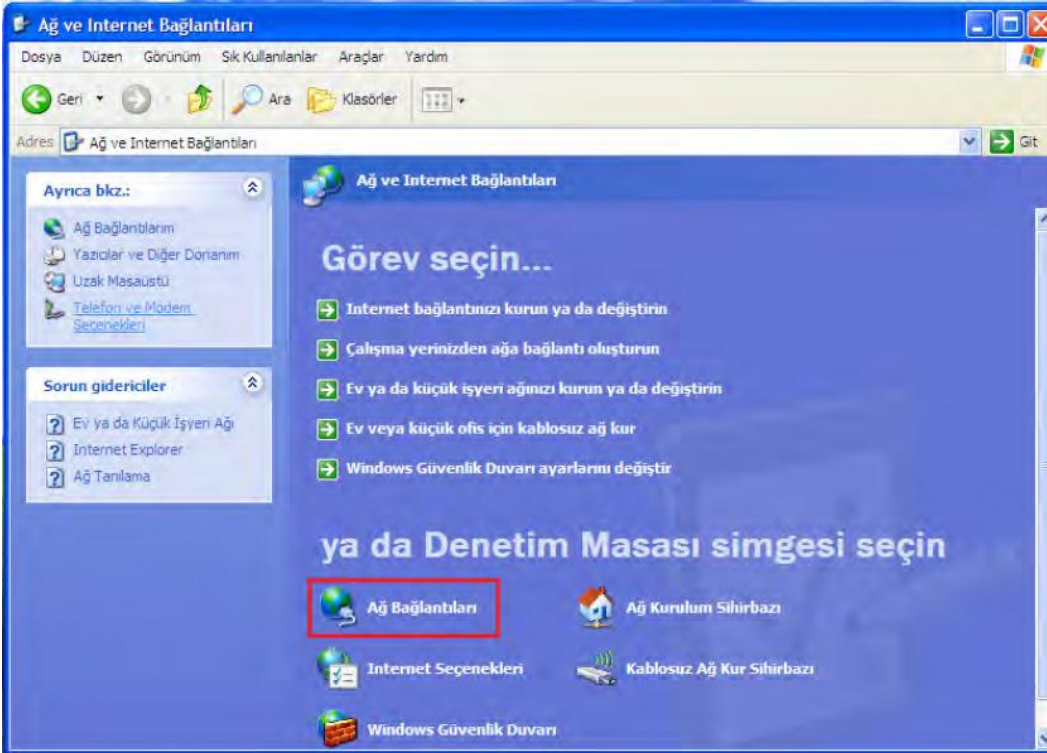 Ağ ve Internet Bağlantıları
Dosya Düzen Görünüm Sık Kullanılanlar Araçlar Yardım
Geri Ara Klasörler
Adres Ağ ve Internet Bağlantıları Git
Ayrıca bkz.:
Ağ Bağlantılarım
Yazıcılar ve Diğer Donanım
Uzak Masaüstü
Telefon ve Modem
Seçenekleri
Sorun gidericiler
Ev ya da Küçük İşyeri Ağı
Internet Explorer
Ağ Tanılama
Ağ ve Internet Bağlantıları
Görev seçin...
Internet bağlantınızı kurun ya da değiştirin
Çalışma yerinizden ağa bağlantı oluşturun
Ev ya da küçük işyeri ağınızı kurun ya da değiştirin
Ev veya küçük ofis için kablosuz ağ kur
Windows Güvenlik Duvarı ayarlarını değiştir
ya da Denetim Masası simgesi seçin
Ağ Bağlantıları Ağ Kurulum Sihirbazı
Internet Seçenekleri Kablosuz Ağ Kur Sihirbazı
Windows Güvenlik Duvarı